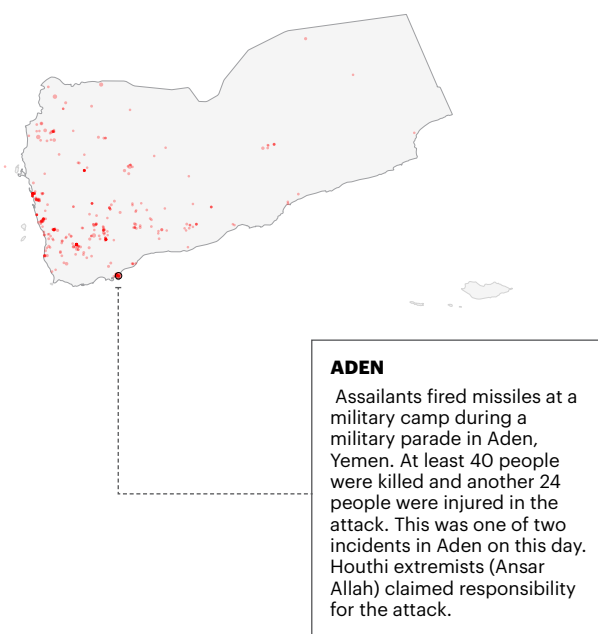 ADEN
Assailants fired missiles at a
military camp during a
military parade in Aden,
Yemen. At least 40 people
were killed and another 24
people were injured in the
attack. This was one of two
incidents in Aden on this day.
Houthi extremists (Ansar
Allah) claimed responsibility
for the attack.